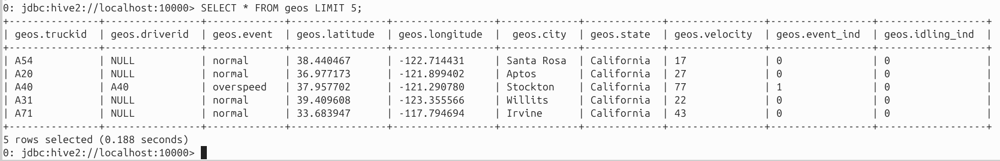 0: jdbc:hive2://localhost:10000> SELECT * FROM geos LIMIT 5;
+---------------+----------------+-------------+----------------+-----------------+-------------+-------------+---------------+-----------------+------------------+
| geos.truckid  | geos.driverid  | geos.event  | geos.latitude  | geos.longitude  |  geos.city  | geos.state  | geos.velocity  | geos.event_ind  | geos.idling_ind  |
+---------------+----------------+-------------+----------------+-----------------+-------------+-------------+---------------+-----------------+------------------+
| A54           | NULL           | normal      | 38.440467      | -122.714431     | Santa Rosa  | California  | 17             | 0               | 0                |
| A20           | NULL           | normal      | 36.977173      | -121.899402     | Aptos       | California  | 27             | 0               | 0                |
| A40           | A40            | overspeed   | 37.957702      | -121.290780     | Stockton    | California  | 77             | 1               | 0                |
| A31           | NULL           | normal      | 39.409608      | -123.355566     | Willits     | California  | 22             | 0               | 0                |
| A71           | NULL           | normal      | 33.683947      | -117.794694     | Irvine      | California  | 43             | 0               | 0                |
+---------------+----------------+-------------+----------------+-----------------+-------------+-------------+---------------+-----------------+------------------+
5 rows selected (0.188 seconds)
0: jdbc:hive2://localhost:10000>